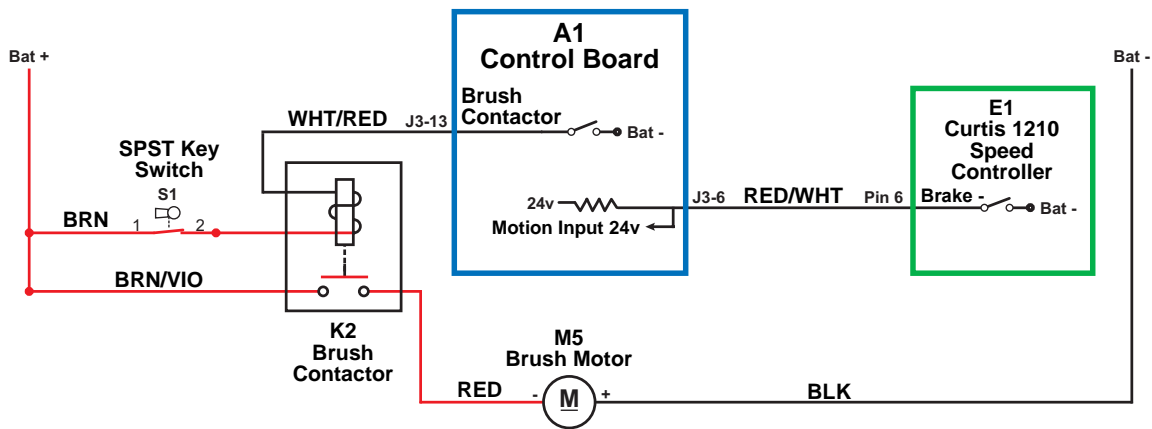 Bat +
Bat -
A1
Control Board
Brush
Contactor
WHT/RED
J3-13
Bat -
E1
Curtis 1210
Speed
Controller
SPST Key
Switch
S1
BRN
1
2
24v
J3-6
RED/WHT
Pin 6
Brake -
Bat -
Motion Input 24v
BRN/VIO
K2
Brush
Contactor
M5
Brush Motor
RED
-
M
+
BLK